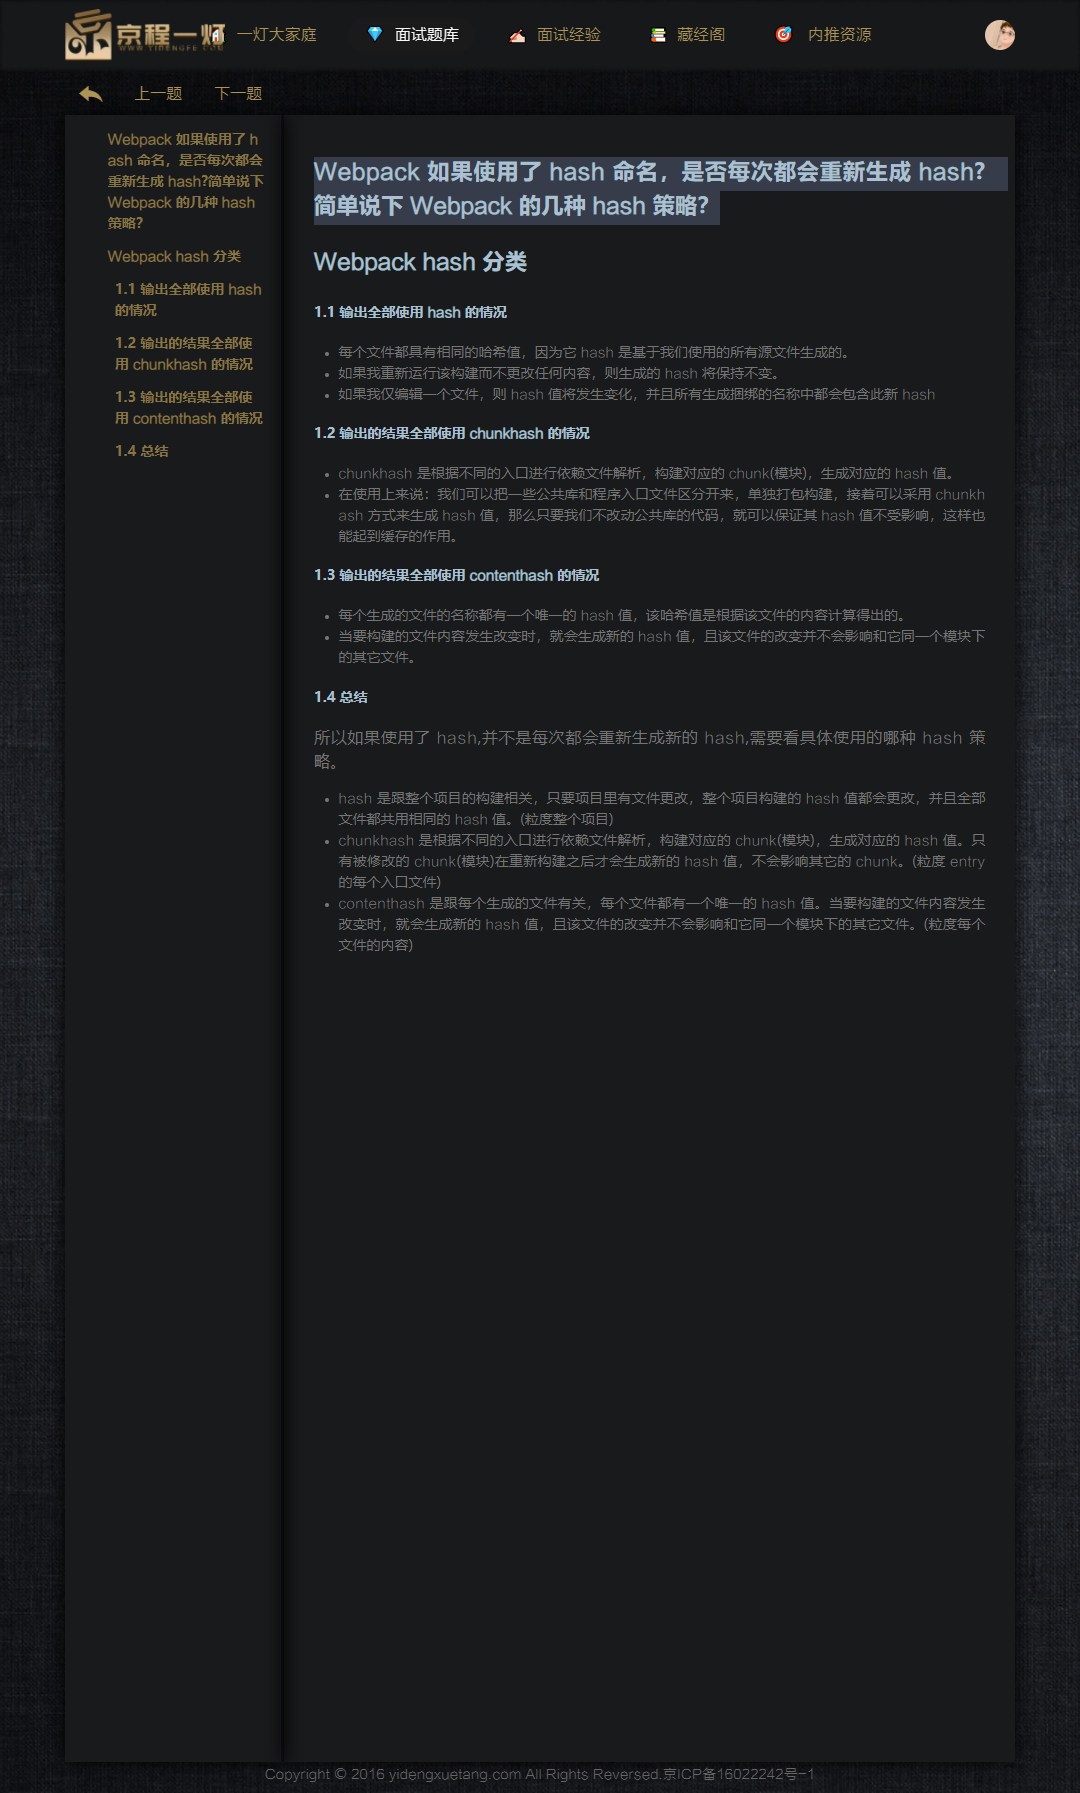 京程一灯
WWW.YIDENGFE.COM
一灯大家庭
面试题库
面试经验
藏经阁
内推资源
上一题
下一题
Webpack 如果使用了 h
ash 命名，是否每次都会
重新生成 hash?简单说下
Webpack 的几种 hash
策略？
Webpack hash 分类
1.1 输出全部使用 hash
的情况
1.2 输出的结果全部使
用 chunkhash 的情况
1.3 输出的结果全部使
用 contenthash 的情况
1.4 总结
Webpack 如果使用了 hash 命名，是否每次都会重新生成 hash?
简单说下 Webpack 的几种 hash 策略？
Webpack hash 分类
1.1 输出全部使用 hash 的情况
• 每个文件都具有相同的哈希值，因为它 hash 是基于我们使用的所有源文件生成的。
• 如果我重新运行该构建而不更改任何内容，则生成的 hash 将保持不变。
• 如果我仅编辑一个文件，则 hash 值将发生变化，并且所有生成捆绑的名称中都会包含此新 hash
1.2 输出的结果全部使用 chunkhash 的情况
• chunkhash 是根据不同的入口进行依赖文件解析，构建对应的 chunk(模块)，生成对应的 hash 值。
• 在使用上来说：我们可以把一些公共库和程序入口文件区分开来，单独打包构建，接着可以采用 chunkh
ash 方式来生成 hash 值，那么只要我们不改动公共库的代码，就可以保证其 hash 值不受影响，这样也
能起到缓存的作用。
1.3 输出的结果全部使用 contenthash 的情况
• 每个生成的文件的名称都有一个唯一的 hash 值，该哈希值是根据该文件的内容计算得出的。
• 当要构建的文件内容发生改变时，就会生成新的 hash 值，且该文件的改变并不会影响和它同一个模块下
的其它文件。
1.4 总结
所以如果使用了 hash,并不是每次都会重新生成新的 hash,需要看具体使用的哪种 hash 策
略。
• hash 是跟整个项目的构建相关，只要项目里有文件更改，整个项目构建的 hash 值都会更改，并且全部
文件都共用相同的 hash 值。(粒度整个项目)
• chunkhash 是根据不同的入口进行依赖文件解析，构建对应的 chunk(模块)，生成对应的 hash 值。只
有被修改的 chunk(模块)在重新构建之后才会生成新的 hash 值，不会影响其它的 chunk。(粒度 entry
的每个入口文件)
• contenthash 是跟每个生成的文件有关，每个文件都有一个唯一的 hash 值。当要构建的文件内容发生
改变时，就会生成新的 hash 值，且该文件的改变并不会影响和它同一个模块下的其它文件。(粒度每个
文件的内容)
Copyright © 2016 yidengxuetang.com All Rights Reversed.京ICP备16022242号-1